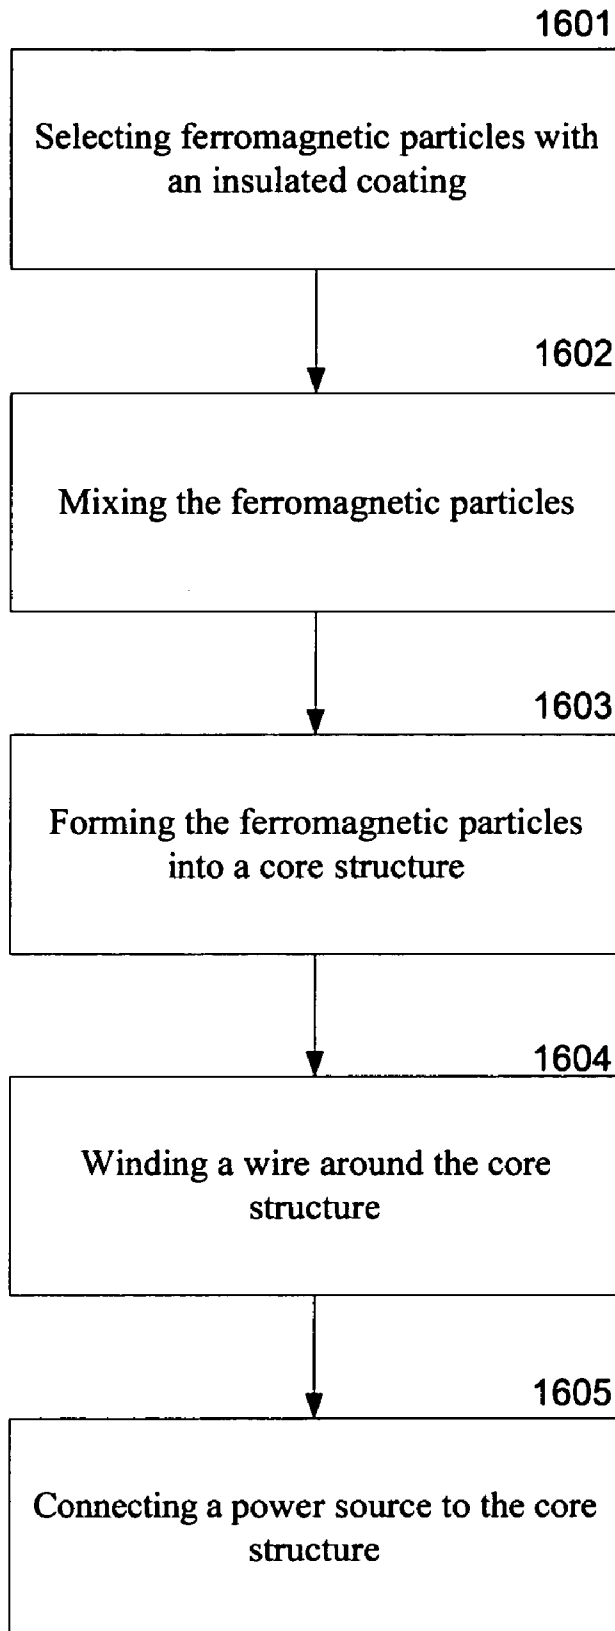 1601
Selecting ferromagnetic particles with
an insulated coating
1602
Mixing the ferromagnetic particles
1603
Forming the ferromagnetic particles
into a core structure
1604
Winding a wire around the core
structure
1605
Connecting a power source to the core
structure